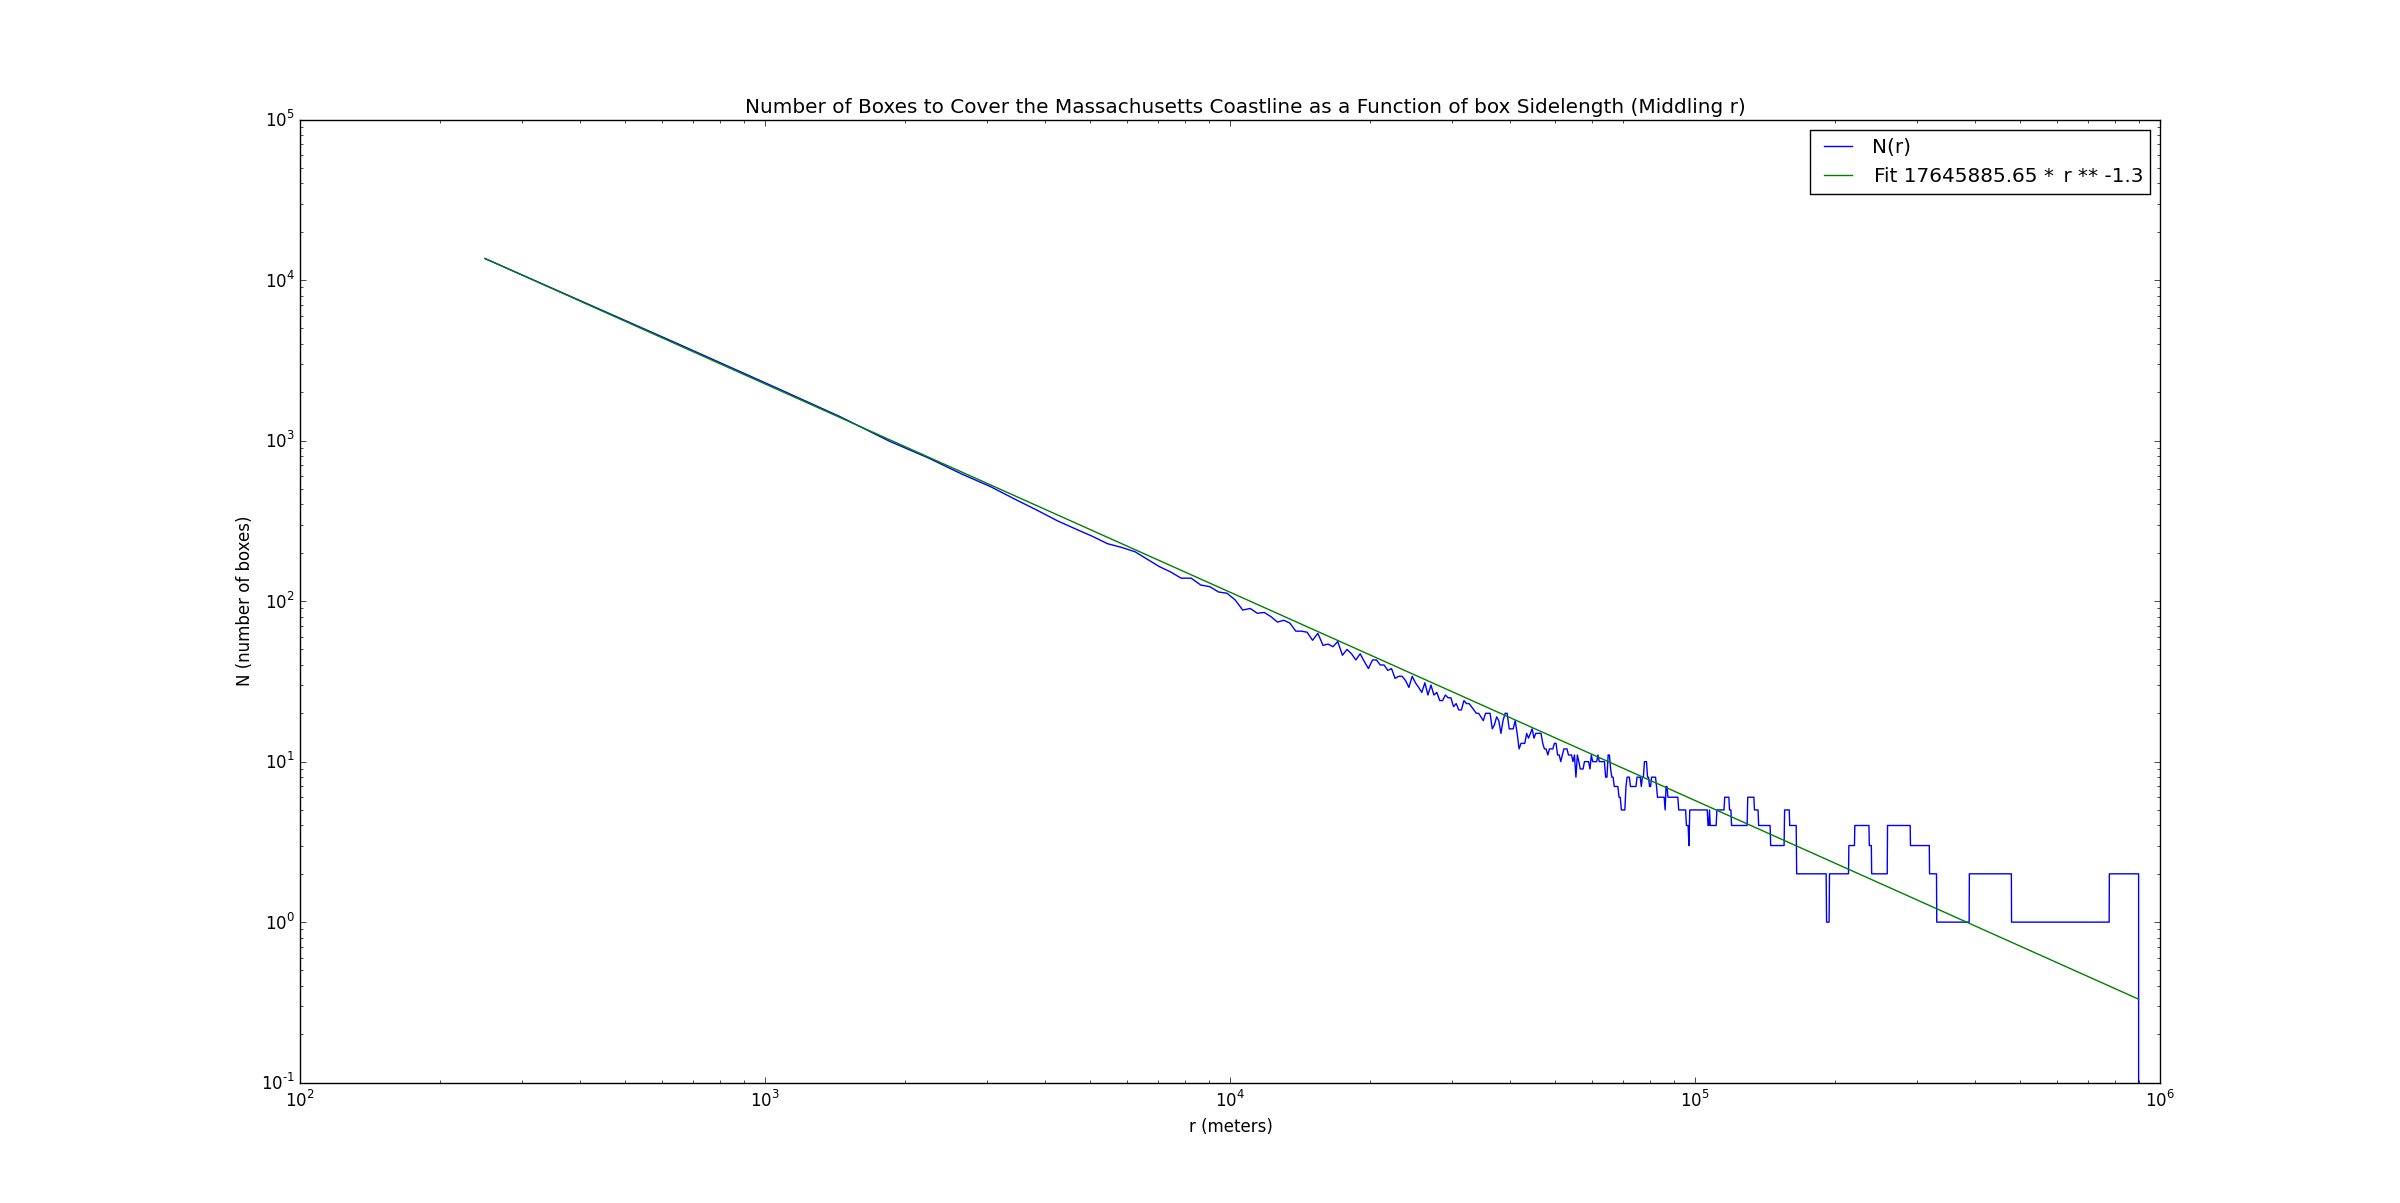 Number of Boxes to Cover the Massachusetts Coastline as a Function of box Sidelength (Middling r)
N(r)
Fit 17645885.65 * r ** -1.3
10^5
10^4
10^3
10^2
10^1
10^0
10^-1
N (number of boxes)
10^2 10^3 10^4 10^5 10^6
r (meters)